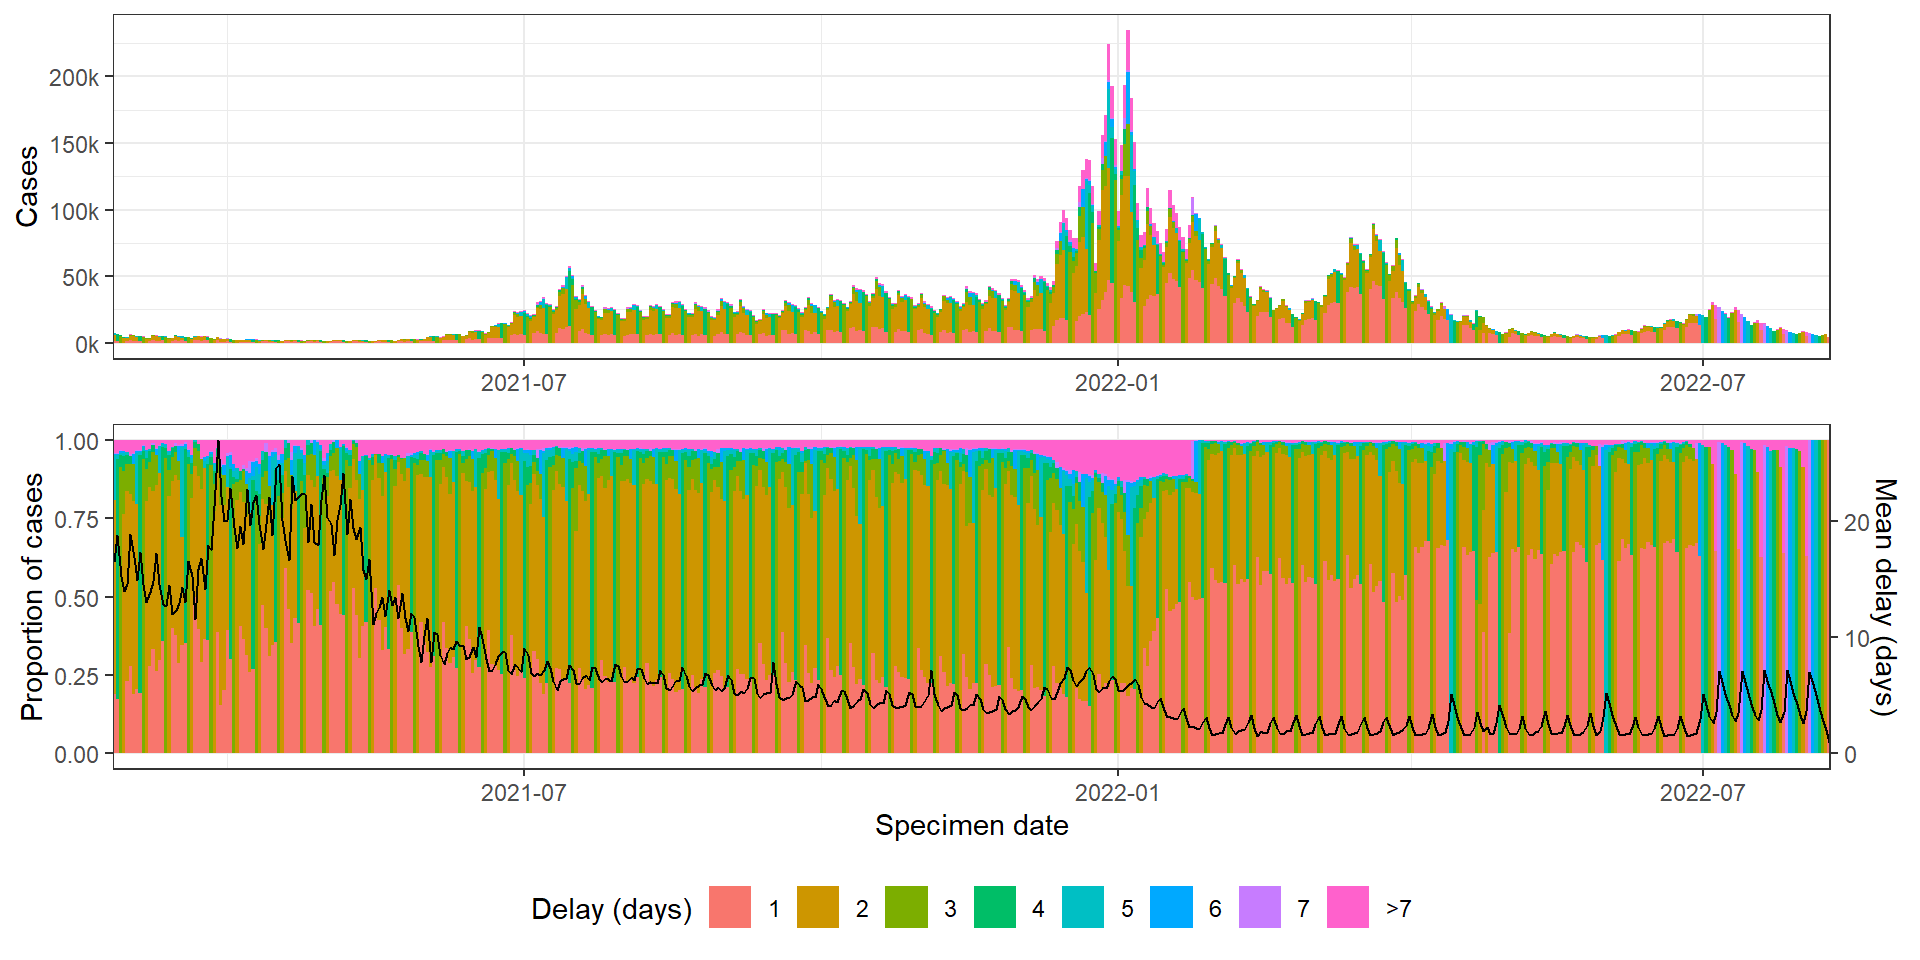 Cases
200k
150k
100k
50k
0k
2021-07 2022-01 2022-07
Proportion of cases
1.00
0.75
0.50
0.25
0.00
20
10
0
Mean delay (days)
2021-07 2022-01 2022-07
Specimen date
Delay (days) 1 2 3 4 5 6 7 >7